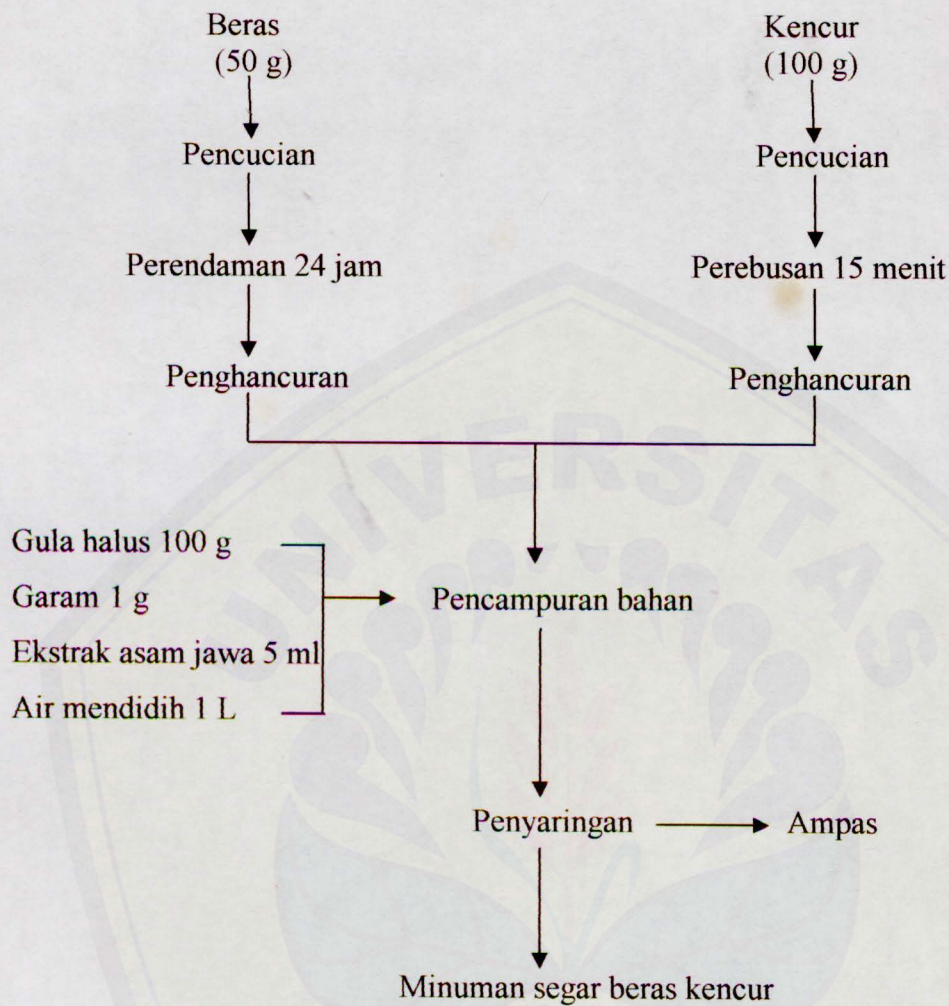 Beras
(50 g)
Kencur
(100 g)
Pencucian
Pencucian
Perendaman 24 jam
Perebusan 15 menit
Penghancuran
Penghancuran
Gula halus 100 g
Garam 1 g
Ekstrak asam jawa 5 ml
Air mendidih 1 L
Pencampuran bahan
Penyaringan
Ampas
Minuman segar beras kencur
UNIVERSITAS